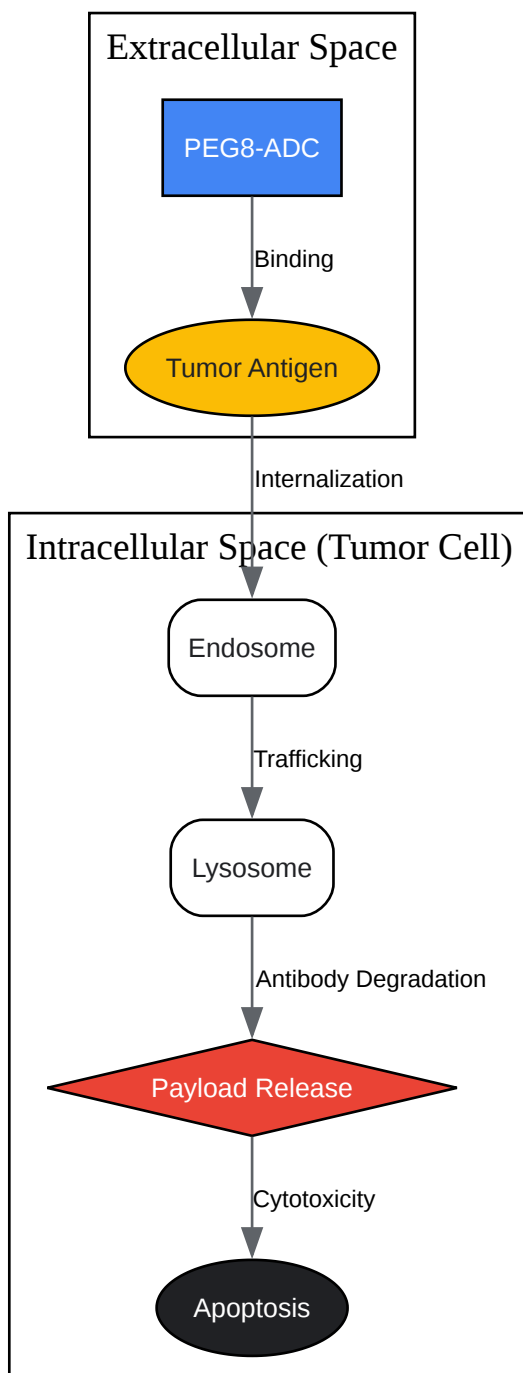 Extracellular Space
PEG8-ADC
Binding
Tumor Antigen
Internalization
Intracellular Space (Tumor Cell)
Endosome
Trafficking
Lysosome
Antibody Degradation
Payload Release
Cytotoxicity
Apoptosis